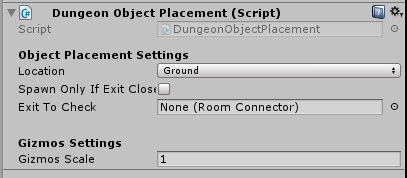 Dungeon Object Placement (Script)
Script DungeonObjectPlacement
Object Placement Settings
Location Ground
Spawn Only If Exit Close
Exit To Check None (Room Connector)
Gizmos Settings
Gizmos Scale 1